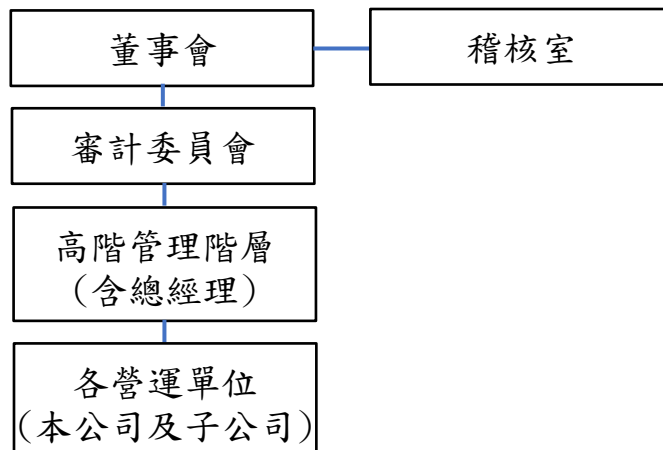 董事會
稽核室
審計委員會
高階管理階層
(含總經理)
各營運單位
(本公司及子公司)